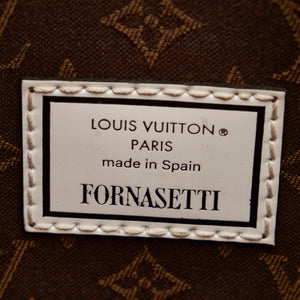 LOUIS VUITTON®
PARIS
made in Spain
FORNASETTI